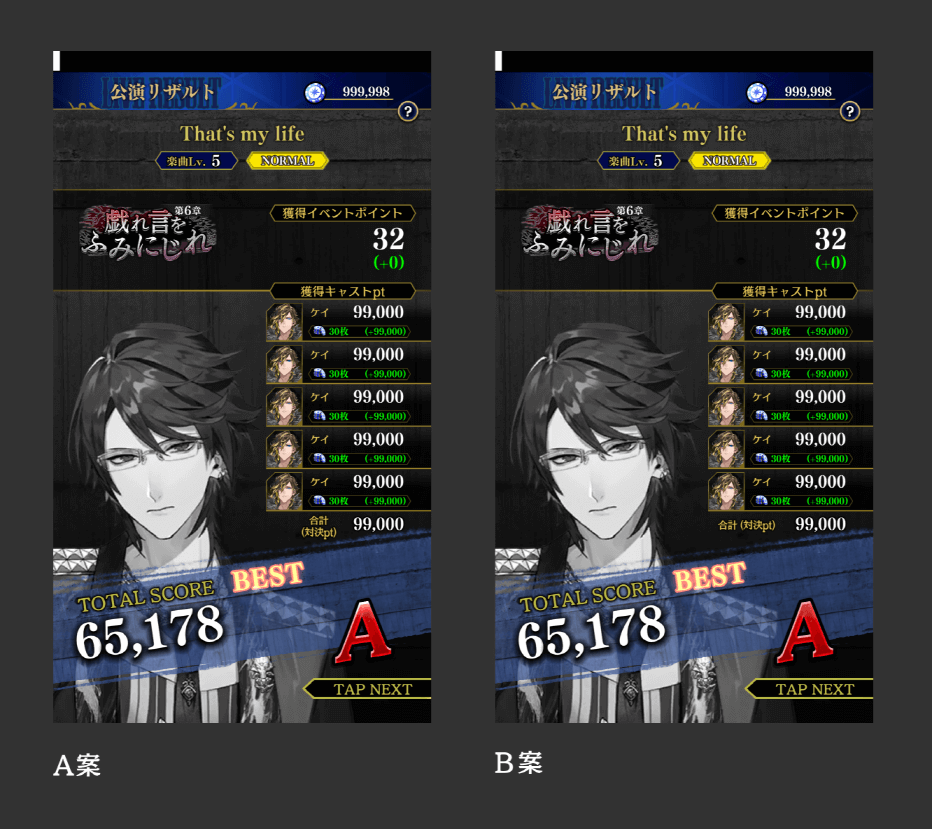 LIVE RESULT
公演リザルト
999,998
?
That's my life
楽曲Lv. 5
NORMAL
第6章
戯れ言を
ふみにじれ
獲得イベントポイント
32
(+0)
獲得キャストpt
ケイ 99,000
30枚 (+99,000)
ケイ 99,000
30枚 (+99,000)
ケイ 99,000
30枚 (+99,000)
ケイ 99,000
30枚 (+99,000)
ケイ 99,000
30枚 (+99,000)
合計
(対決pt)
99,000
TOTAL SCORE BEST
65,178
A
TAP NEXT
A案
LIVE RESULT
公演リザルト
999,998
?
That's my life
楽曲Lv. 5
NORMAL
第6章
戯れ言を
ふみにじれ
獲得イベントポイント
32
(+0)
獲得キャストpt
ケイ 99,000
30枚 (+99,000)
ケイ 99,000
30枚 (+99,000)
ケイ 99,000
30枚 (+99,000)
ケイ 99,000
30枚 (+99,000)
ケイ 99,000
30枚 (+99,000)
合計 (対決pt) 99,000
TOTAL SCORE BEST
65,178
A
TAP NEXT
B案